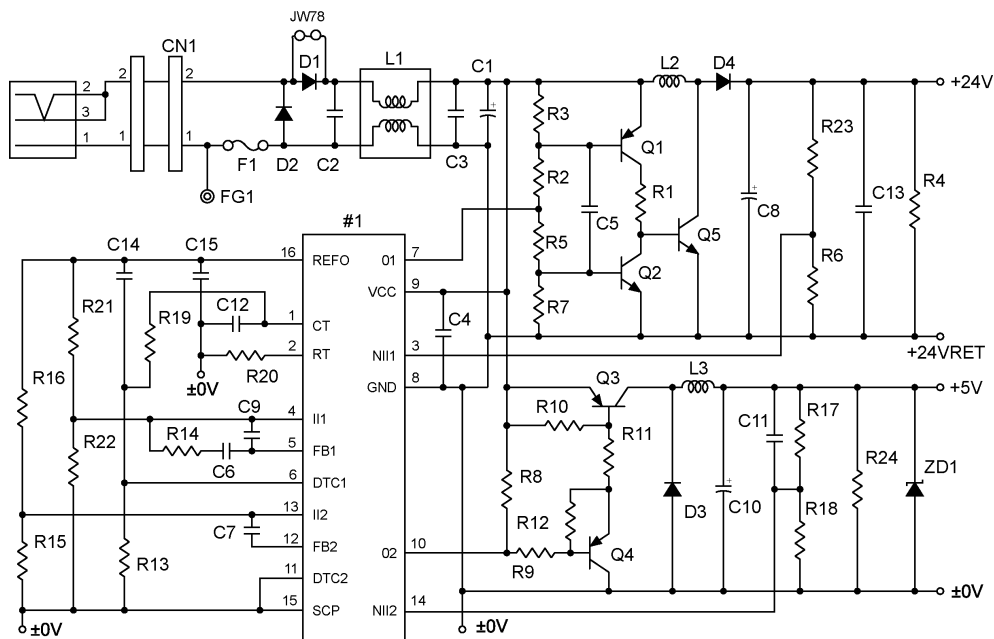 JW78
CN1
D1
L1
C1
L2
D4
2
2
2
+24V
3
1
1
1
R3
Q1
R23
F1
D2
C2
C3
R2
R1
C8
C13
R4
FG1
C5
Q5
#1
R5
Q2
R6
C14
C15
16
REFO
01
7
R21
VCC
9
R7
R19
C12
1
CT
C4
2
RT
NII1
3
+24VRET
R20
R16
±0V
GND
8
Q3
L3
+5V
C9
4
II1
R10
C11
R17
R22
R14
R11
5
FB1
C6
R24
ZD1
6
DTC1
R8
13
II2
R12
D3
C10
R18
C7
R15
R13
12
FB2
02
10
R9
Q4
11
DTC2
15
SCP
NII2
14
±0V
±0V
±0V